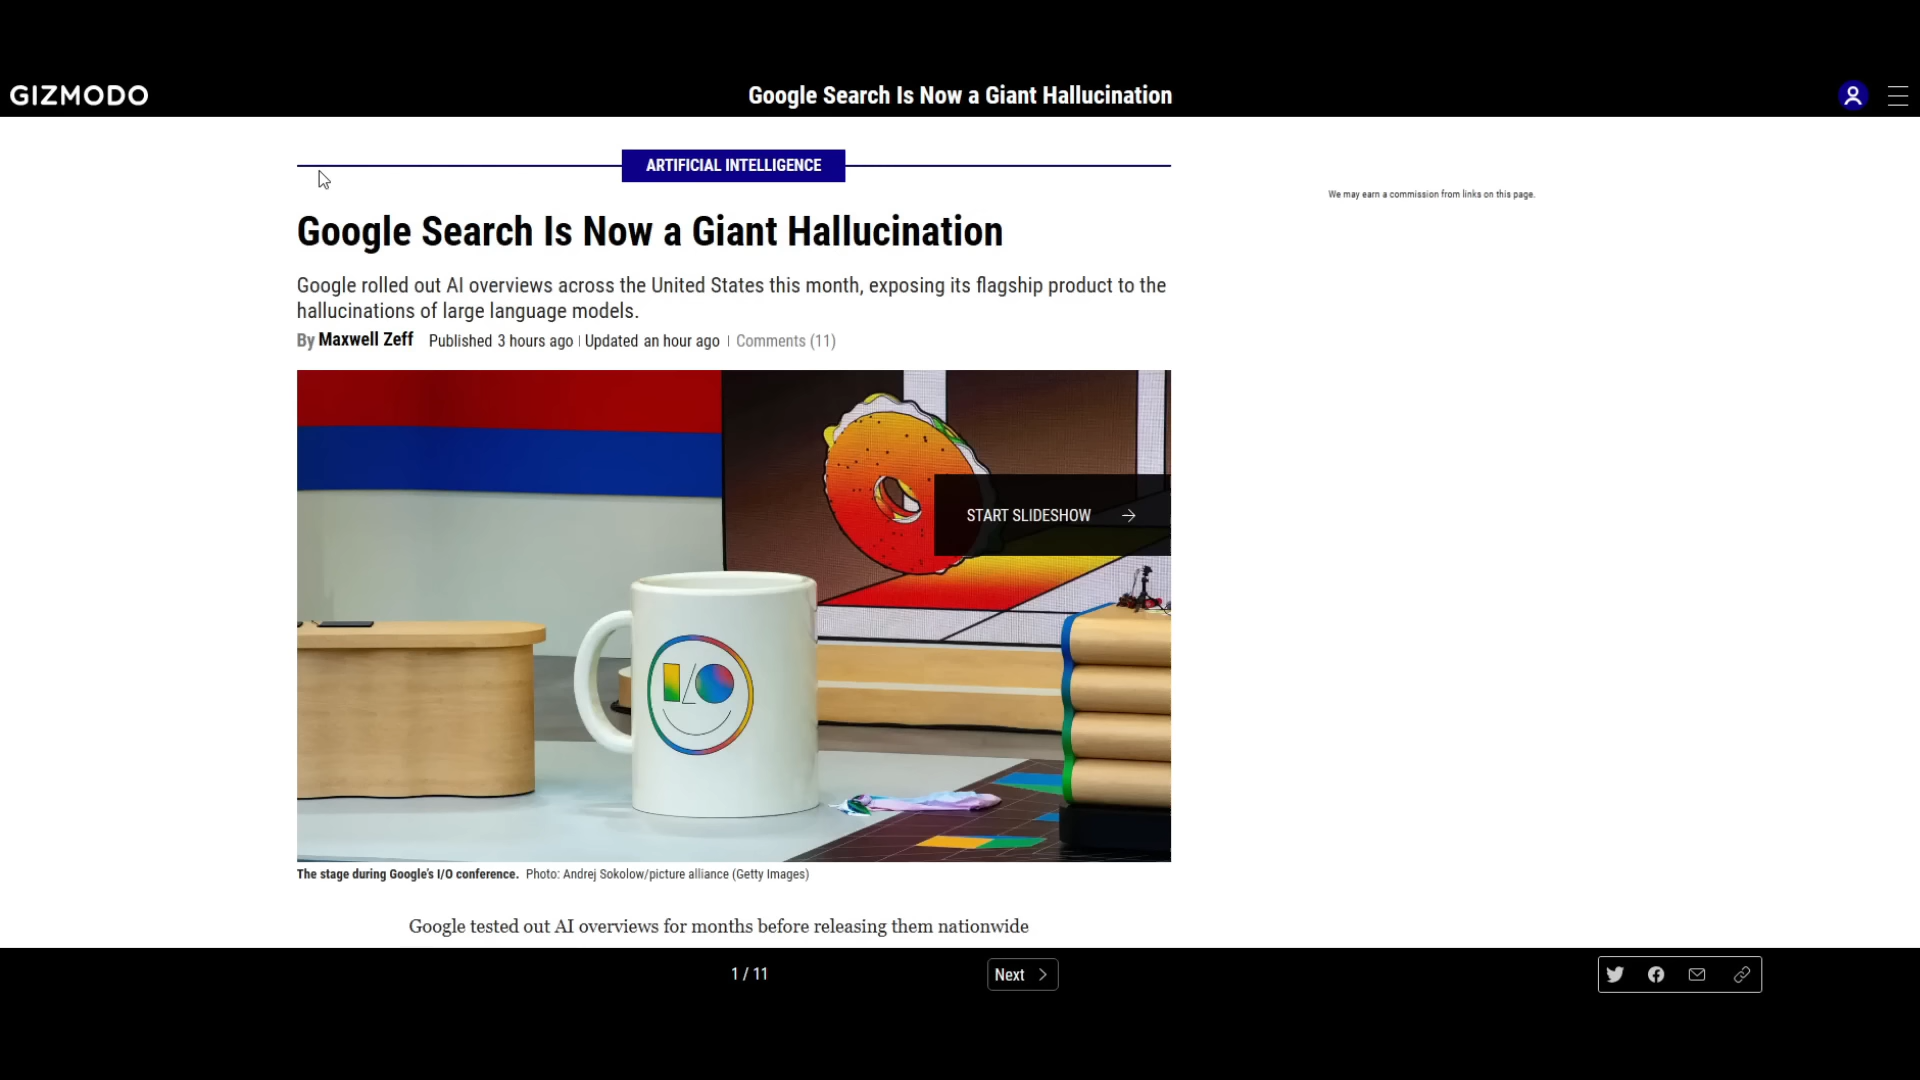 GIZMODO
Google Search Is Now a Giant Hallucination
ARTIFICIAL INTELLIGENCE
We may earn a commission from links on this page.
Google Search Is Now a Giant Hallucination
Google rolled out AI overviews across the United States this month, exposing its flagship product to the
hallucinations of large language models.
By Maxwell Zeff Published 3 hours ago | Updated an hour ago | Comments (11)
START SLIDESHOW
I/O
The stage during Google's I/O conference. Photo: Andrej Sokolow/picture alliance (Getty Images)
Google tested out AI overviews for months before releasing them nationwide
1 / 11
Next